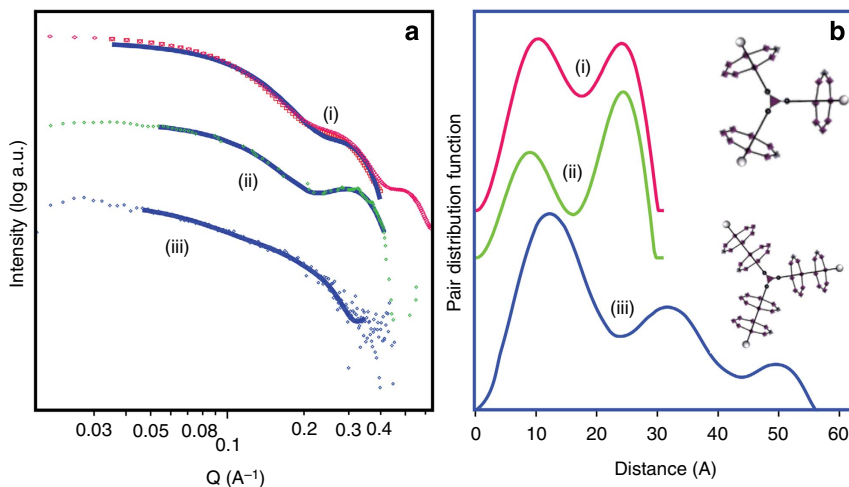 a
(i)
(ii)
(iii)
Intensity (log a.u.)
0.03 0.05 0.08 0.1 0.2 0.3 0.4
Q (A⁻¹)
b
(i)
(ii)
(iii)
Pair distribution function
0 10 20 30 40 50 60
Distance (A)